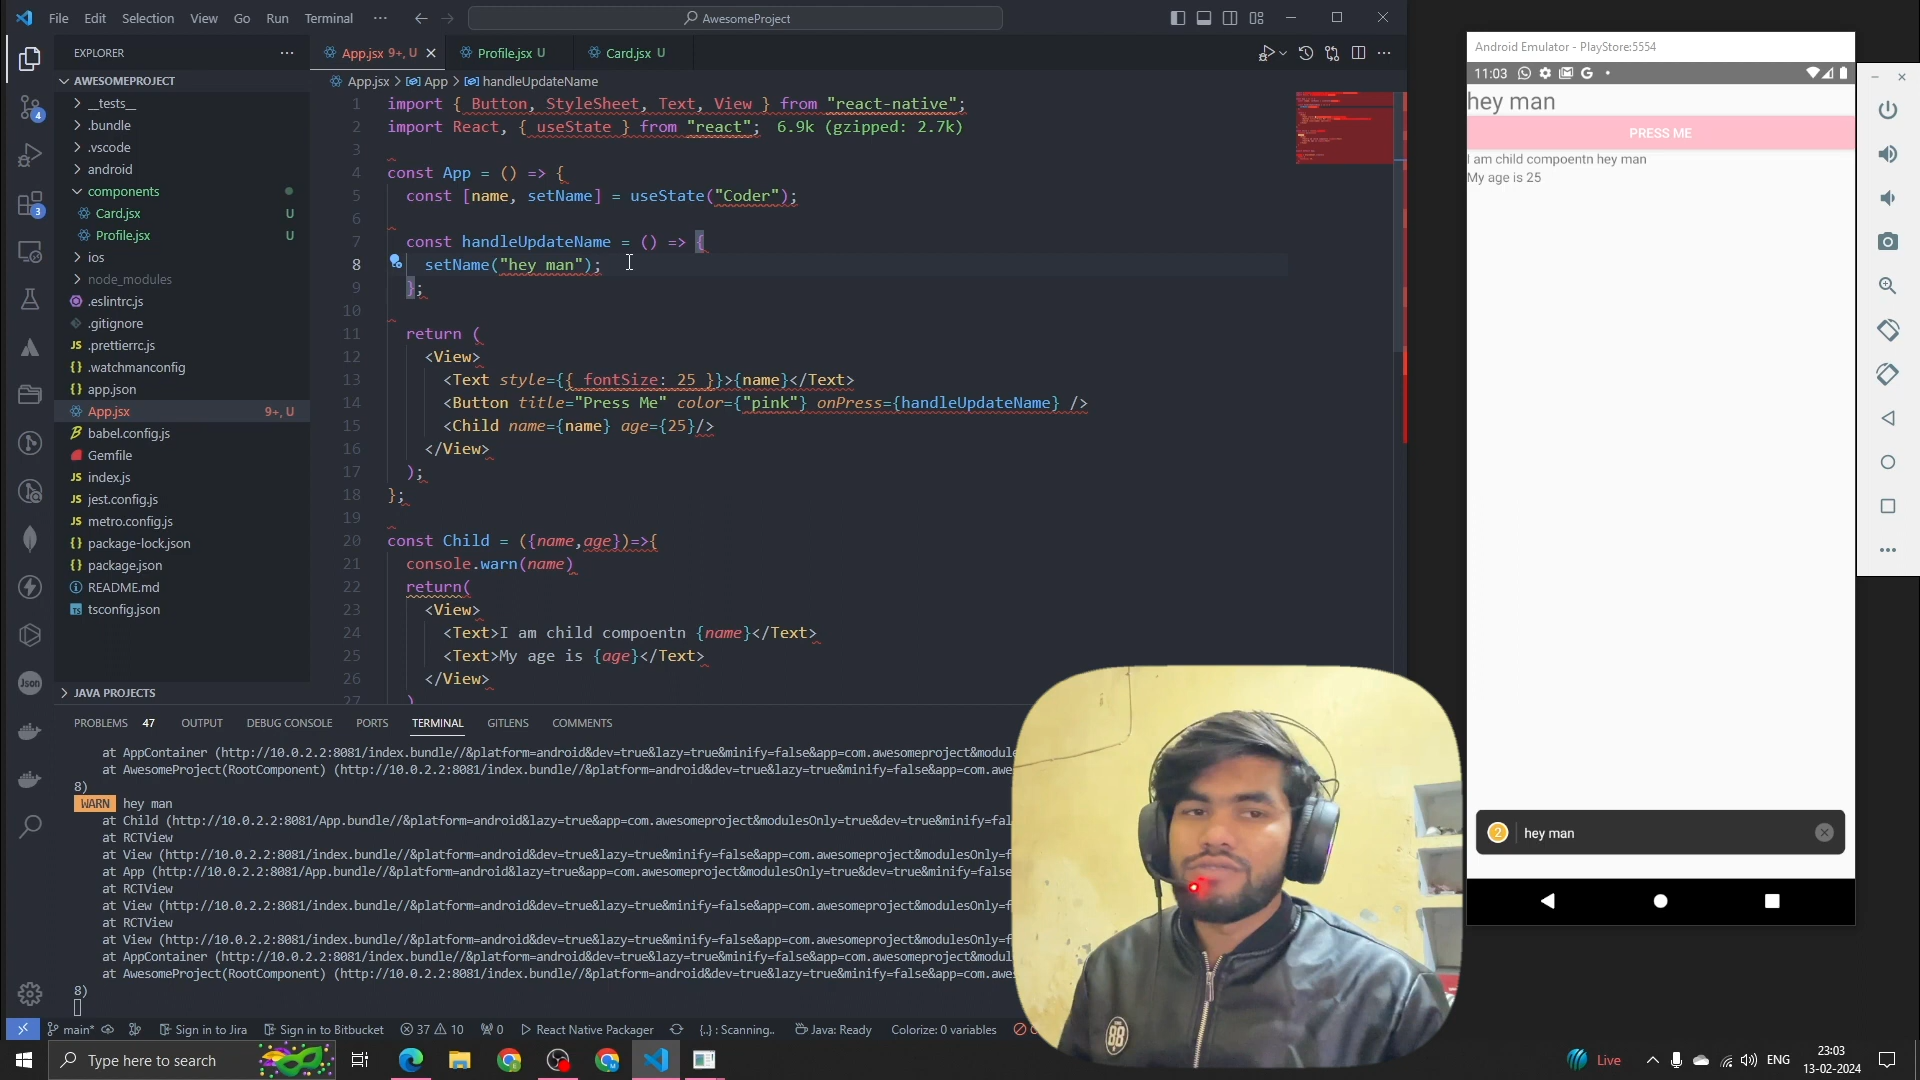 File Edit Selection View Go Run Terminal ··· AwesomeProject
EXPLORER
AWESOMEPROJECT
__tests__
.bundle
.vscode
android
components
Card.jsx U
Profile.jsx U
ios
node_modules
.eslintrc.js
.gitignore
.prettierrc.js
.watchmanconfig
app.json
App.jsx 9+, U
babel.config.js
Gemfile
index.js
jest.config.js
metro.config.js
package-lock.json
package.json
README.md
tsconfig.json
JAVA PROJECTS
4
3
Json
App.jsx 9+, U Profile.jsx U Card.jsx U
App.jsx > App > handleUpdateName
1 import { Button, StyleSheet, Text, View } from "react-native";
2 import React, { useState } from "react"; 6.9k (gzipped: 2.7k)
3
4 const App = () => {
5 const [name, setName] = useState("Coder");
6
7 const handleUpdateName = () => {
8 setName("hey man");
9 };
10
11 return (
12 <View>
13 <Text style={{ fontSize: 25 }}>{name}</Text>
14 <Button title="Press Me" color={"pink"} onPress={handleUpdateName} />
15 <Child name={name} age={25}/>
16 </View>
17 );
18 };
19
20 const Child = ({name,age})=>{
21 console.warn(name)
22 return(
23 <View>
24 <Text>I am child compoentn {name}</Text>
25 <Text>My age is {age}</Text>
26 </View>
27 )
PROBLEMS 47 OUTPUT DEBUG CONSOLE PORTS TERMINAL GITLENS COMMENTS
at AppContainer (http://10.0.2.2:8081/index.bundle//&platform=android&dev=true&lazy=true&minify=false&app=com.awesomeproject&modul
at AwesomeProject(RootComponent) (http://10.0.2.2:8081/index.bundle//&platform=android&dev=true&lazy=true&minify=false&app=com.awe
8)
WARN hey man
at Child (http://10.0.2.2:8081/App.bundle//&platform=android&lazy=true&app=com.awesomeproject&modulesOnly=true&dev=true&minify=fal
at RCTView
at View (http://10.0.2.2:8081/index.bundle//&platform=android&dev=true&lazy=true&minify=false&app=com.awesomeproject&modulesOnly=f
at App (http://10.0.2.2:8081/App.bundle//&platform=android&lazy=true&app=com.awesomeproject&modulesOnly=true&dev=true&minify=false
at RCTView
at View (http://10.0.2.2:8081/index.bundle//&platform=android&dev=true&lazy=true&minify=false&app=com.awesomeproject&modulesOnly=f
at RCTView
at View (http://10.0.2.2:8081/index.bundle//&platform=android&dev=true&lazy=true&minify=false&app=com.awesomeproject&modulesOnly=f
at AppContainer (http://10.0.2.2:8081/index.bundle//&platform=android&dev=true&lazy=true&minify=false&app=com.awesomeproject&modul
at AwesomeProject(RootComponent) (http://10.0.2.2:8081/index.bundle//&platform=android&dev=true&lazy=true&minify=false&app=com.awe
8)
main* Sign in to Jira Sign in to Bitbucket 37 10 0 React Native Packager {..} : Scanning.. Java: Ready Colorize: 0 variables
Android Emulator - PlayStore:5554
11:03
hey man
PRESS ME
I am child compoentn hey man
My age is 25
2 hey man
88
Type here to search
Live ENG 23:03
13-02-2024